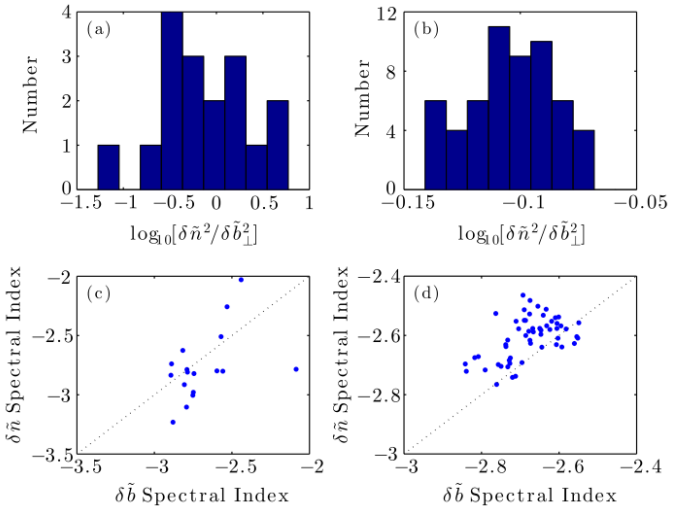 (a)
Number
4
3
2
1
0
−1.5 −1 −0.5 0 0.5 1
log₁₀[δñ²/δb̃²⊥]
(b)
Number
12
8
4
0
−0.15 −0.1 −0.05
log₁₀[δñ²/δb̃²⊥]
(c)
δñ Spectral Index
−2
−2.5
−3
−3.5
−3.5 −3 −2.5 −2
δb̃ Spectral Index
(d)
δñ Spectral Index
−2.4
−2.6
−2.8
−3
−3 −2.8 −2.6 −2.4
δb̃ Spectral Index